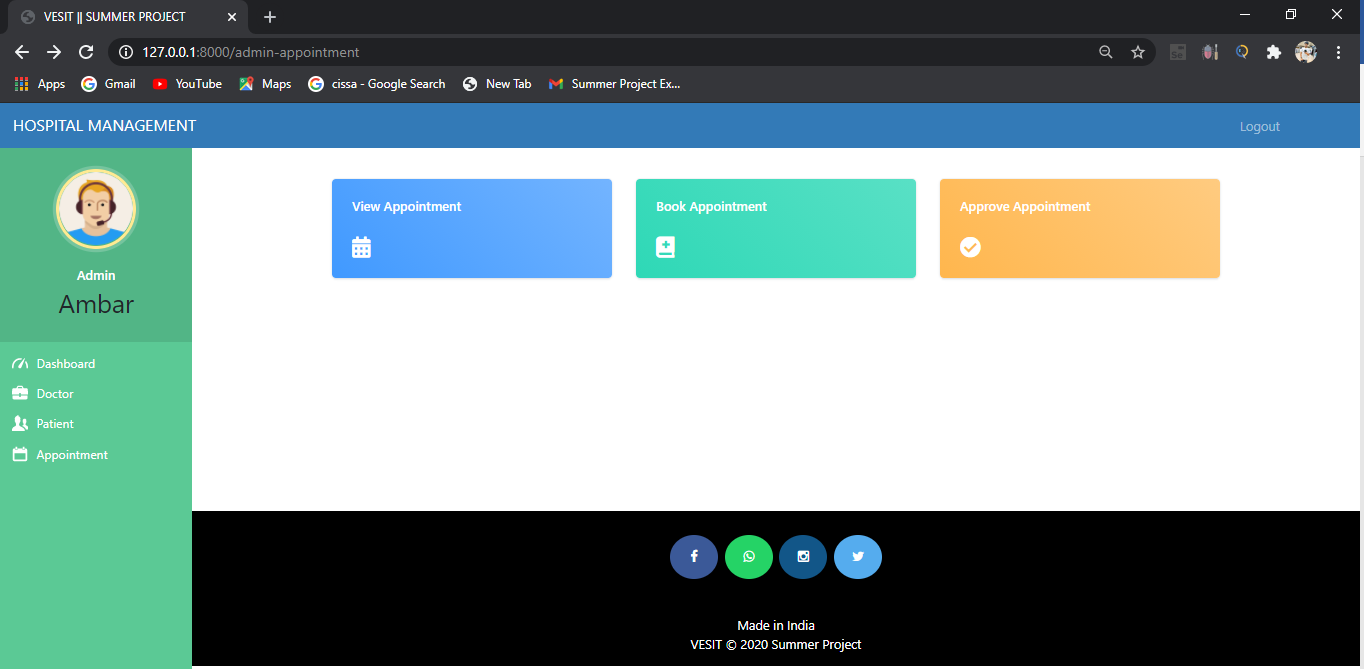 VESIT || SUMMER PROJECT
127.0.0.1:8000/admin-appointment
Apps Gmail YouTube Maps cissa - Google Search New Tab Summer Project Ex...
HOSPITAL MANAGEMENT Logout
Admin
Ambar
Dashboard
Doctor
Patient
Appointment
View Appointment Book Appointment Approve Appointment
Made in India
VESIT © 2020 Summer Project